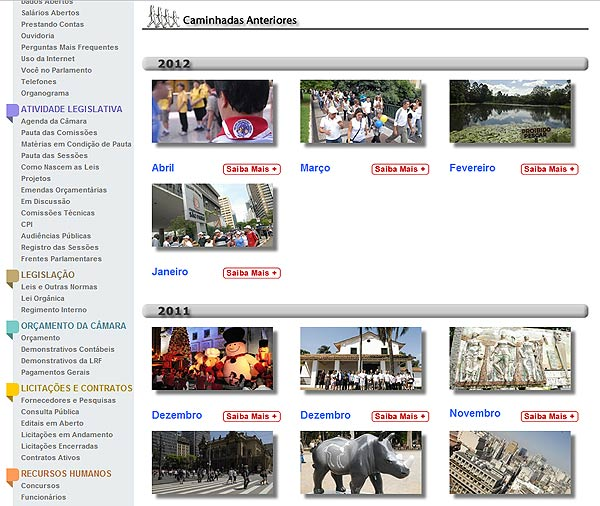 Dados Abertos
Salários Abertos
Prestando Contas
Ouvidoria
Perguntas Mais Frequentes
Uso da Internet
Você no Parlamento
Telefones
Organograma
ATIVIDADE LEGISLATIVA
Agenda da Câmara
Pauta das Comissões
Matérias em Condição de Pauta
Pauta das Sessões
Como Nascem as Leis
Projetos
Emendas Orçamentárias
Em Discussão
Comissões Técnicas
CPI
Audiências Públicas
Registro das Sessões
Frentes Parlamentares
LEGISLAÇÃO
Leis e Outras Normas
Lei Orgânica
Regimento Interno
ORÇAMENTO DA CÂMARA
Orçamento
Demonstrativos Contábeis
Demonstrativos da LRF
Pagamentos Gerais
LICITAÇÕES E CONTRATOS
Fornecedores e Pesquisas
Consulta Pública
Editais em Aberto
Licitações em Andamento
Licitações Encerradas
Contratos Ativos
RECURSOS HUMANOS
Concursos
Funcionários
Caminhadas Anteriores
2012
PROIBIDO
PESCAR
Abril Saiba Mais + Março Saiba Mais + Fevereiro Saiba Mais +
Janeiro Saiba Mais +
2011
Dezembro Saiba Mais + Dezembro Saiba Mais + Novembro Saiba Mais +